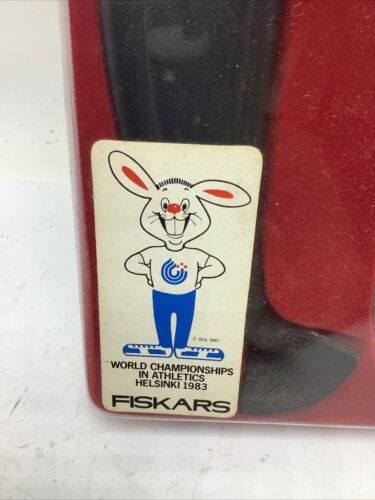 © SUL 1981
WORLD CHAMPIONSHIPS
IN ATHLETICS
HELSINKI 1983
FISKARS